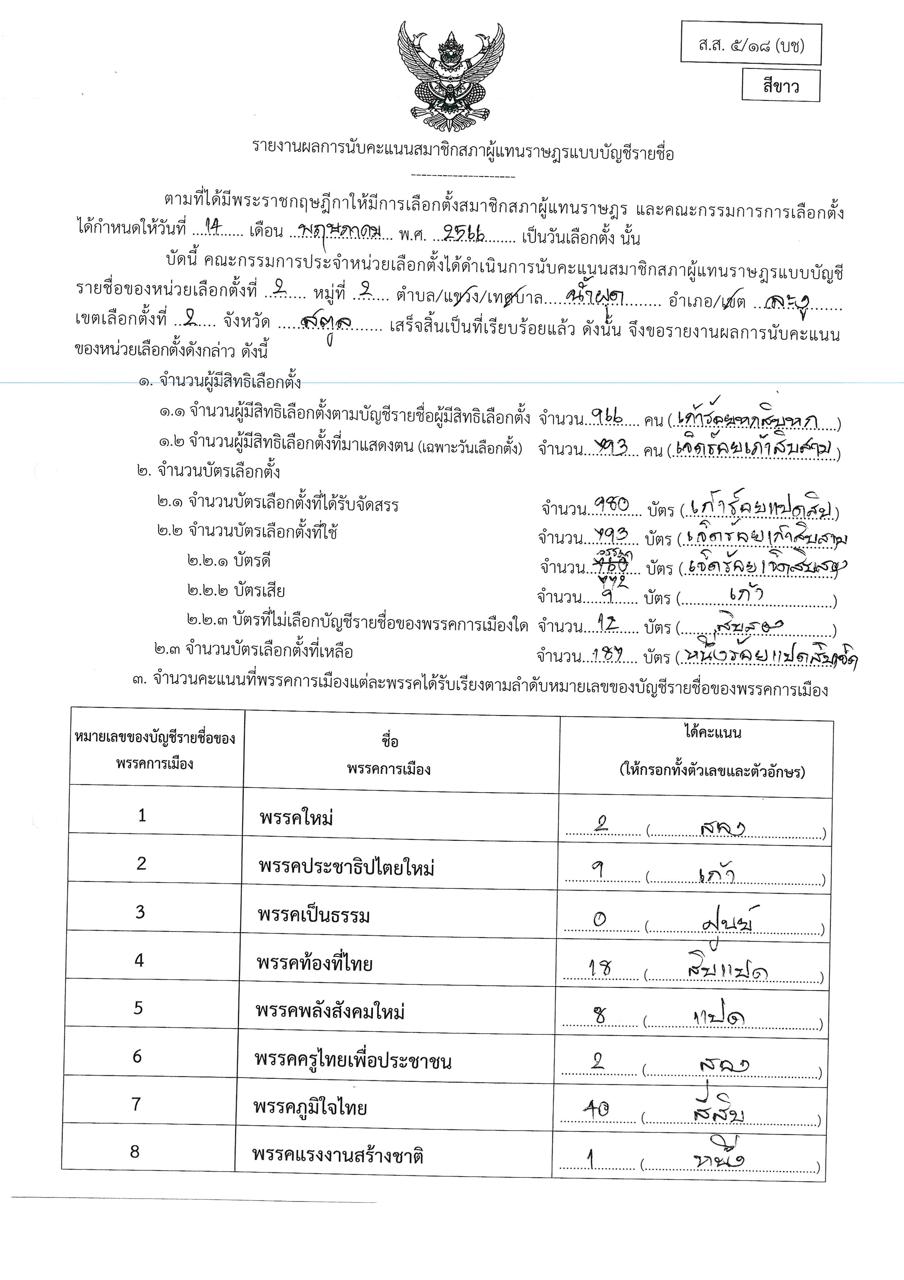 ส.ส. ๕/๑๘ (บช)
สีขาว
รายงานผลการนับคะแนนสมาชิกสภาผู้แทนราษฎรแบบบัญชีรายชื่อ
--------------------
ตามที่ได้มีพระราชกฤษฎีกาให้มีการเลือกตั้งสมาชิกสภาผู้แทนราษฎร และคณะกรรมการการเลือกตั้ง
ได้กำหนดให้วันที่ 14 เดือน พฤษภาคม พ.ศ. 2566 เป็นวันเลือกตั้ง นั้น
บัดนี้ คณะกรรมการประจำหน่วยเลือกตั้งได้ดำเนินการนับคะแนนสมาชิกสภาผู้แทนราษฎรแบบบัญชี
รายชื่อของหน่วยเลือกตั้งที่ 2 หมู่ที่ 2 ตำบล/แขวง/เทศบาล น้ำผุด อำเภอ/เขต ละงู
เขตเลือกตั้งที่ 2 จังหวัด สตูล เสร็จสิ้นเป็นที่เรียบร้อยแล้ว ดังนั้น จึงขอรายงานผลการนับคะแนน
ของหน่วยเลือกตั้งดังกล่าว ดังนี้
๑. จำนวนผู้มีสิทธิเลือกตั้ง
๑.๑ จำนวนผู้มีสิทธิเลือกตั้งตามบัญชีรายชื่อผู้มีสิทธิเลือกตั้ง จำนวน 966 คน (เก้าร้อยหกสิบหก)
๑.๒ จำนวนผู้มีสิทธิเลือกตั้งที่มาแสดงตน (เฉพาะวันเลือกตั้ง) จำนวน 793 คน (เจ็ดร้อยเก้าสิบสาม)
๒. จำนวนบัตรเลือกตั้ง
๒.๑ จำนวนบัตรเลือกตั้งที่ได้รับจัดสรร จำนวน 980 บัตร (เก้าร้อยแปดสิบ)
๒.๒ จำนวนบัตรเลือกตั้งที่ใช้ จำนวน 793 บัตร (เจ็ดร้อยเก้าสิบสาม)
๒.๒.๑ บัตรดี จำนวน 772 บัตร (เจ็ดร้อยเจ็ดสิบสอง)
๒.๒.๒ บัตรเสีย จำนวน 9 บัตร (เก้า)
๒.๒.๓ บัตรที่ไม่เลือกบัญชีรายชื่อของพรรคการเมืองใด จำนวน 12 บัตร (สิบสอง)
๒.๓ จำนวนบัตรเลือกตั้งที่เหลือ จำนวน 187 บัตร (หนึ่งร้อยแปดสิบเจ็ด
๓. จำนวนคะแนนที่พรรคการเมืองแต่ละพรรคได้รับเรียงตามลำดับหมายเลขของบัญชีรายชื่อของพรรคการเมือง
หมายเลขของบัญชีรายชื่อของพรรคการเมือง ชื่อพรรคการเมือง ได้คะแนน (ให้กรอกทั้งตัวเลขและตัวอักษร)
1 พรรคใหม่ 2 (สอง)
2 พรรคประชาธิปไตยใหม่ 9 (เก้า)
3 พรรคเป็นธรรม 0 (ศูนย์)
4 พรรคท้องที่ไทย 18 (สิบแปด)
5 พรรคพลังสังคมใหม่ 8 (แปด)
6 พรรคครูไทยเพื่อประชาชน 2 (สอง)
7 พรรคภูมิใจไทย 40 (สี่สิบ)
8 พรรคแรงงานสร้างชาติ 1 (หนึ่ง)